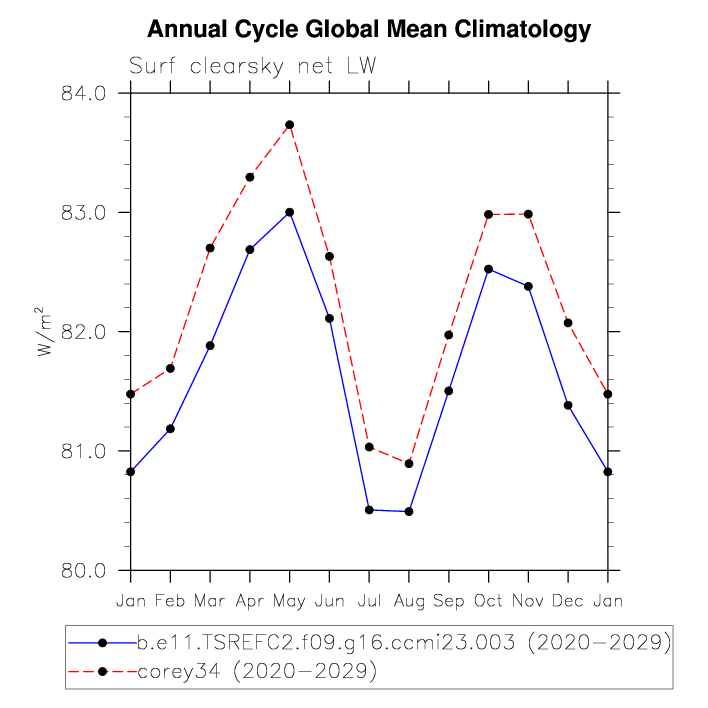 Annual Cycle Global Mean Climatology
Surf clearsky net LW
84.0
83.0
82.0
81.0
80.0
W/m²
Jan Feb Mar Apr May Jun Jul Aug Sep Oct Nov Dec Jan
b.e11.TSREFC2.f09.g16.ccmi23.003 (2020−2029)
corey34 (2020−2029)